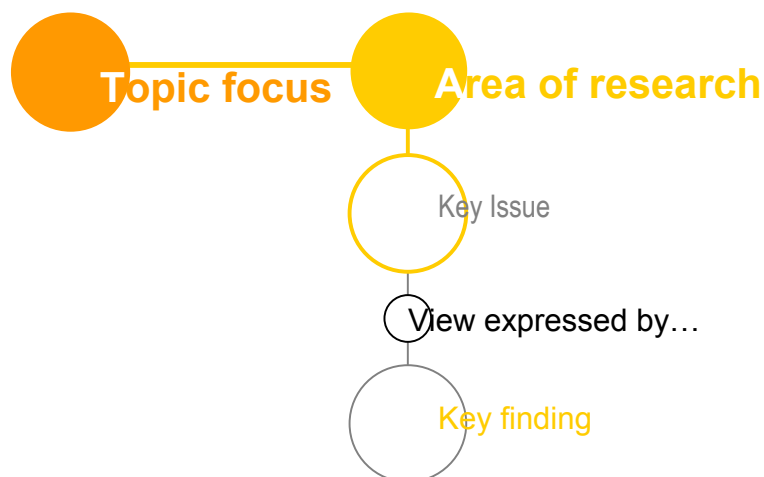 Topic focus
Area of research
Key Issue
View expressed by…
Key finding